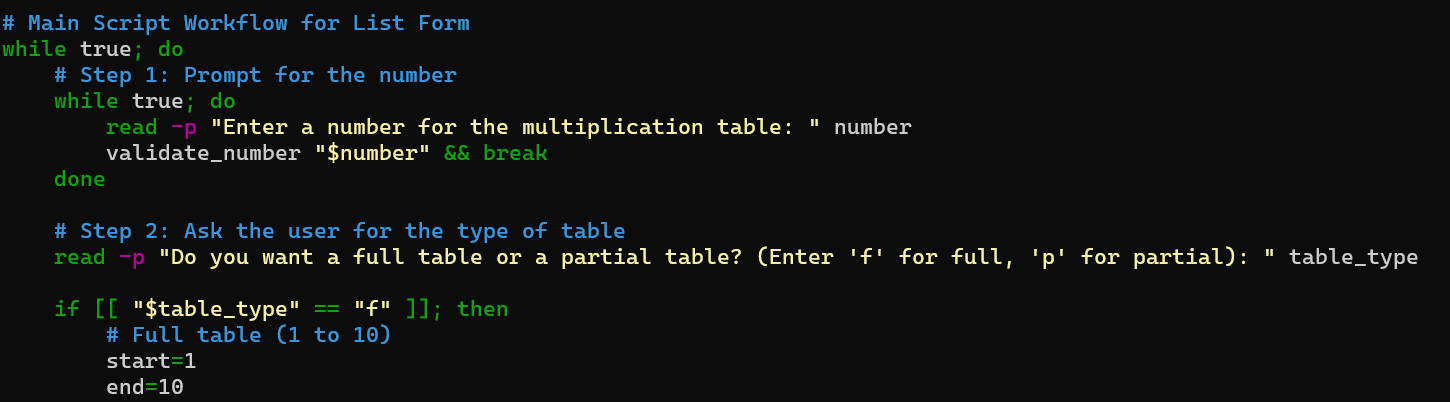 # Main Script Workflow for List Form
while true; do
    # Step 1: Prompt for the number
    while true; do
        read -p "Enter a number for the multiplication table: " number
        validate_number "$number" && break
    done

    # Step 2: Ask the user for the type of table
    read -p "Do you want a full table or a partial table? (Enter 'f' for full, 'p' for partial): " table_type

    if [[ "$table_type" == "f" ]]; then
        # Full table (1 to 10)
        start=1
        end=10